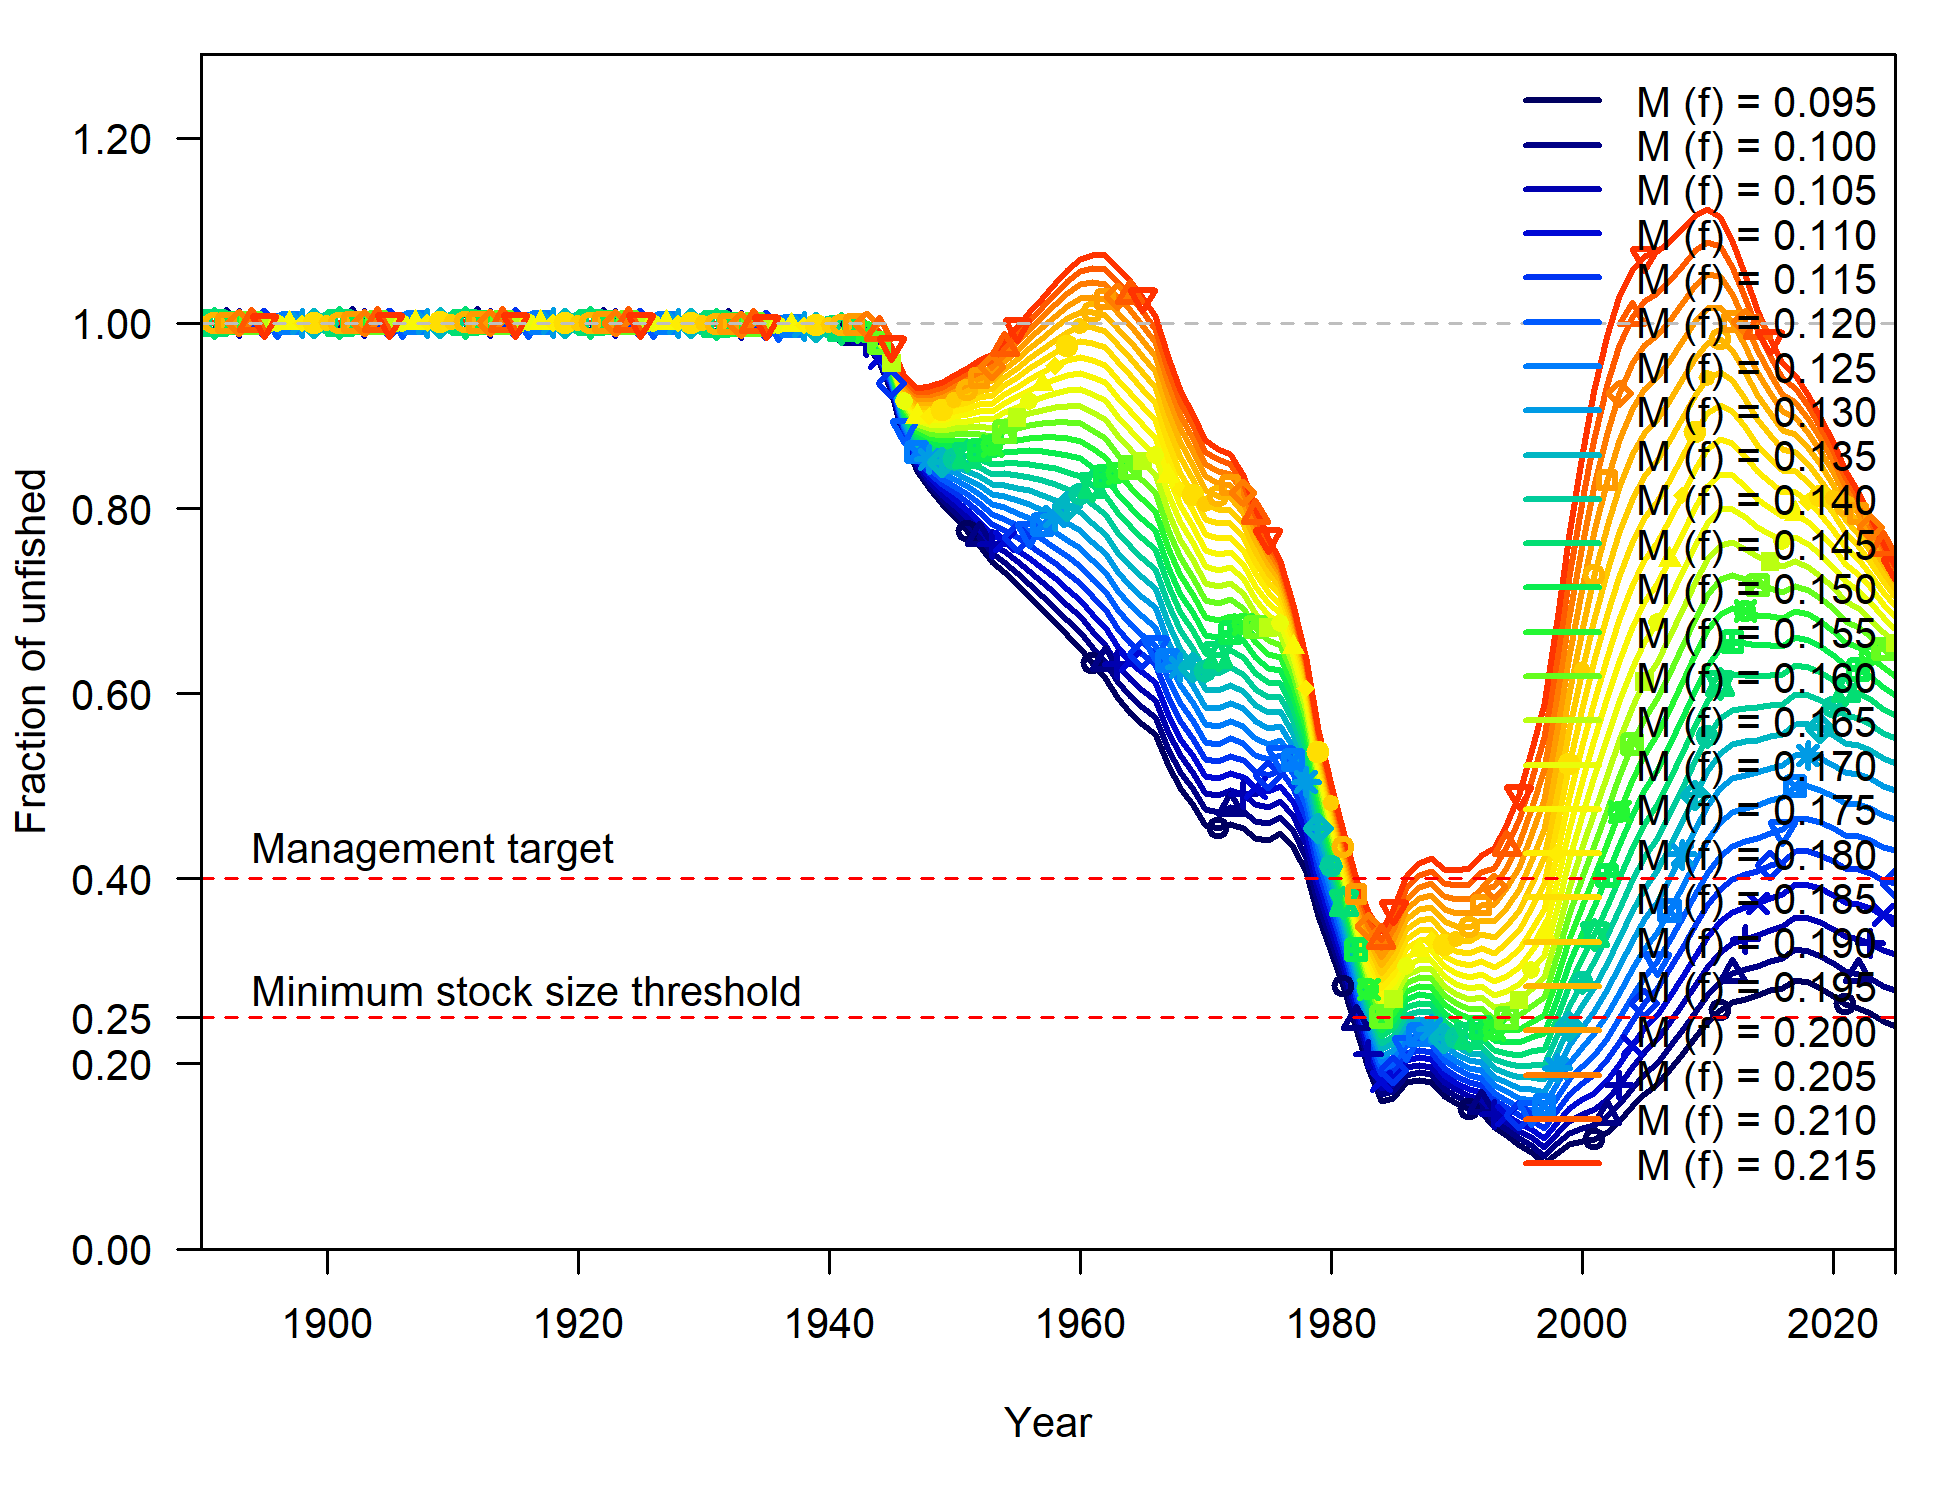 Fraction of unfished
1.20
1.00
0.80
0.60
0.40
0.25
0.20
0.00
Management target
Minimum stock size threshold
M (f) = 0.095
M (f) = 0.100
M (f) = 0.105
M (f) = 0.110
M (f) = 0.115
M (f) = 0.120
M (f) = 0.125
M (f) = 0.130
M (f) = 0.135
M (f) = 0.140
M (f) = 0.145
M (f) = 0.150
M (f) = 0.155
M (f) = 0.160
M (f) = 0.165
M (f) = 0.170
M (f) = 0.175
M (f) = 0.180
M (f) = 0.185
M (f) = 0.190
M (f) = 0.195
M (f) = 0.200
M (f) = 0.205
M (f) = 0.210
M (f) = 0.215
1900 1920 1940 1960 1980 2000 2020
Year